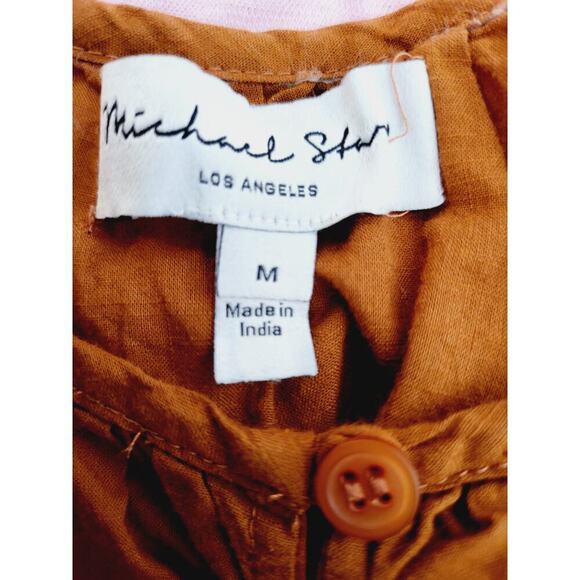 Michael Stars
LOS ANGELES
M
Made in
India